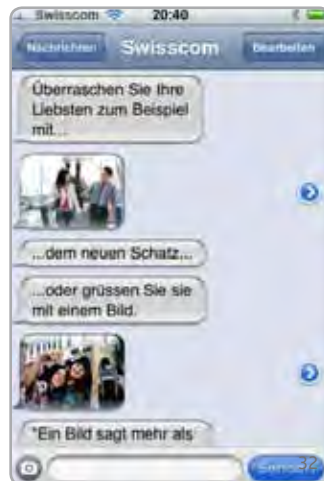 Swisscom 20:40
Nachrichten Swisscom Bearbeiten
Überraschen Sie Ihre
Liebsten zum Beispiel
mit...
...dem neuen Schatz...
...oder grüssen Sie sie
mit einem Bild.
"Ein Bild sagt mehr als
32